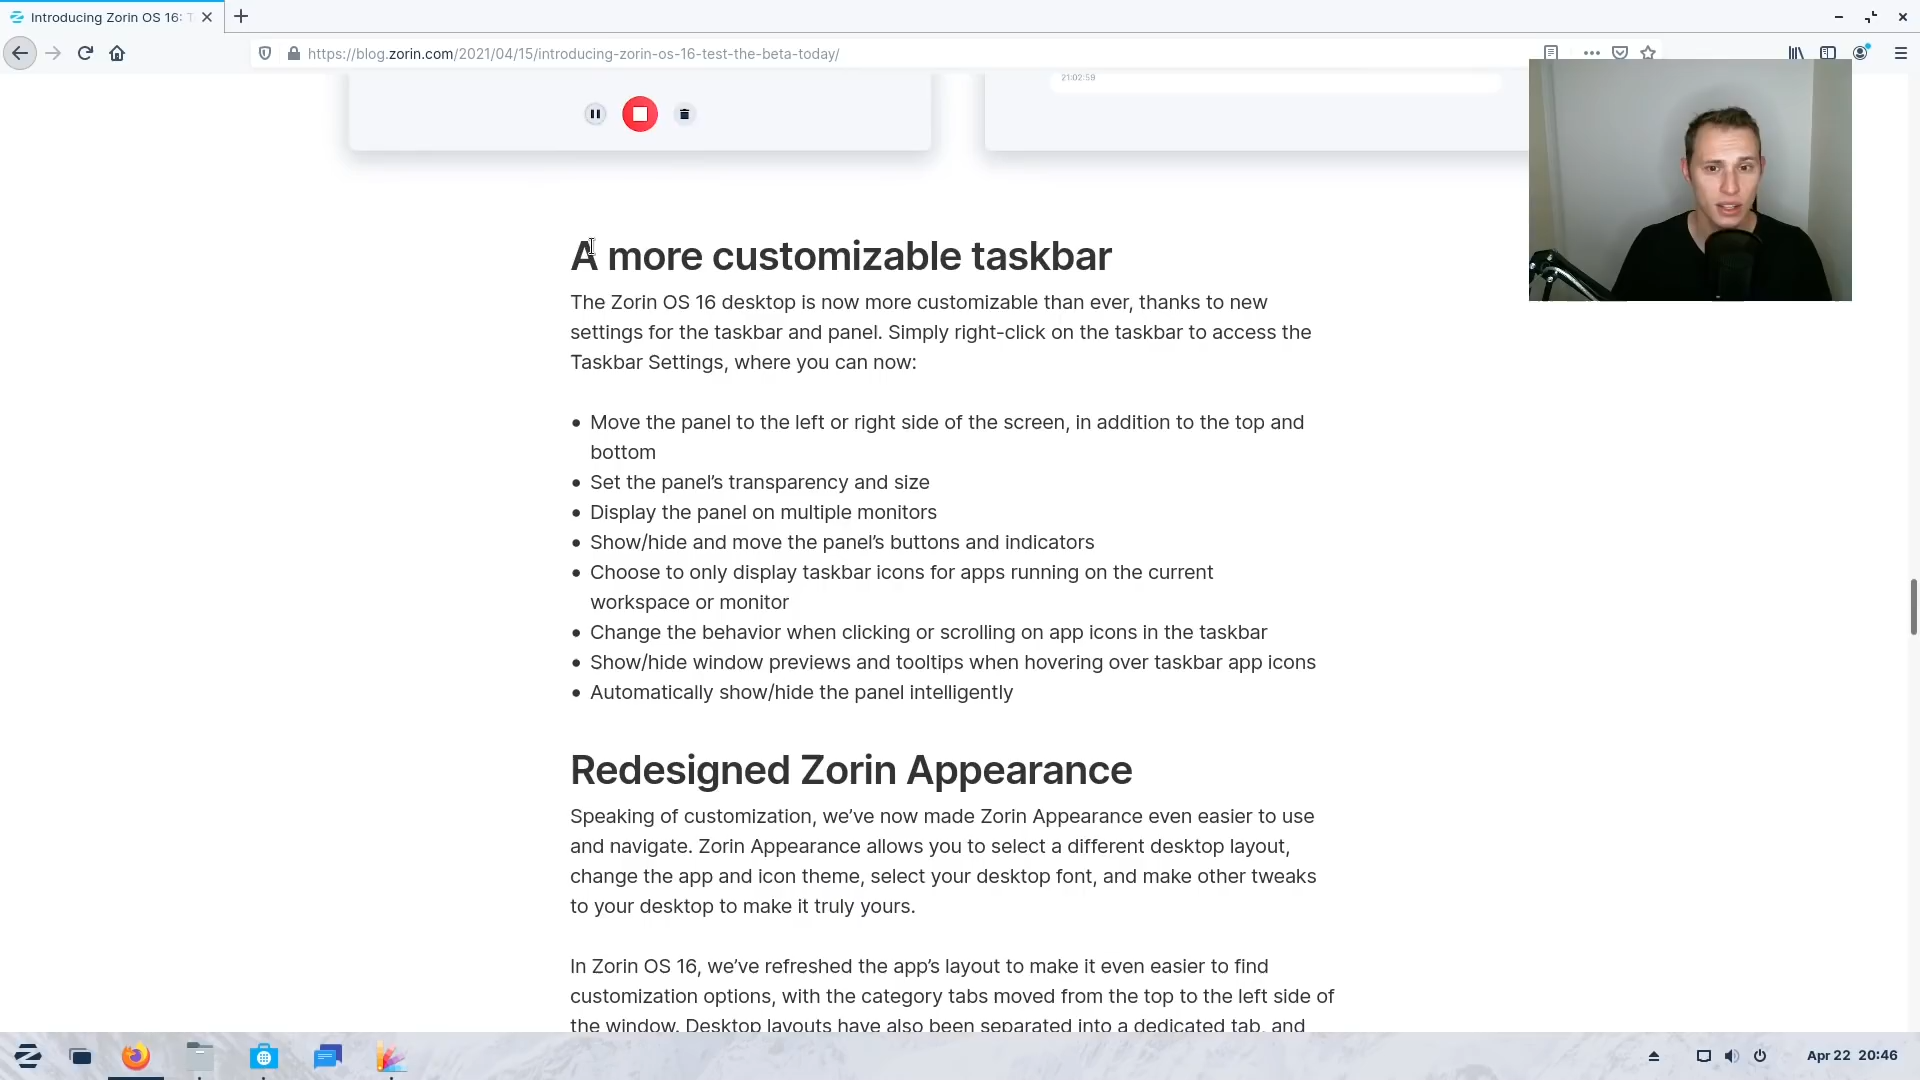 Introducing Zorin OS 16: T
https://blog.zorin.com/2021/04/15/introducing-zorin-os-16-test-the-beta-today/
21:02:59
A more customizable taskbar
The Zorin OS 16 desktop is now more customizable than ever, thanks to new
settings for the taskbar and panel. Simply right-click on the taskbar to access the
Taskbar Settings, where you can now:
• Move the panel to the left or right side of the screen, in addition to the top and
bottom
• Set the panel’s transparency and size
• Display the panel on multiple monitors
• Show/hide and move the panel’s buttons and indicators
• Choose to only display taskbar icons for apps running on the current
workspace or monitor
• Change the behavior when clicking or scrolling on app icons in the taskbar
• Show/hide window previews and tooltips when hovering over taskbar app icons
• Automatically show/hide the panel intelligently
Redesigned Zorin Appearance
Speaking of customization, we’ve now made Zorin Appearance even easier to use
and navigate. Zorin Appearance allows you to select a different desktop layout,
change the app and icon theme, select your desktop font, and make other tweaks
to your desktop to make it truly yours.
In Zorin OS 16, we’ve refreshed the app’s layout to make it even easier to find
customization options, with the category tabs moved from the top to the left side of
the window. Desktop layouts have also been separated into a dedicated tab, and
Apr 22 20:46